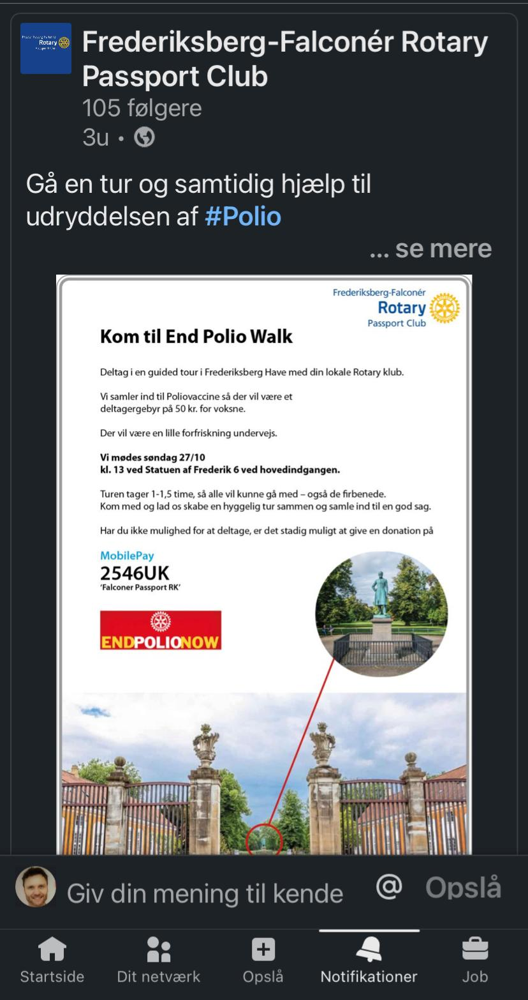 Frederiksberg-Falconér Rotary
Passport Club
105 følgere
3u •
Gå en tur og samtidig hjælp til
udryddelsen af #Polio
... se mere
Frederiksberg-Falconér
Rotary
Passport Club
Kom til End Polio Walk
Deltag i en guided tour i Frederiksberg Have med din lokale Rotary klub.
Vi samler ind til Poliovaccine så der vil være et
deltagergebyr på 50 kr. for voksne.
Der vil være en lille forfriskning undervejs.
Vi mødes søndag 27/10
kl. 13 ved Statuen af Frederik 6 ved hovedindgangen.
Turen tager 1-1,5 time, så alle vil kunne gå med – også de firbenede.
Kom med og lad os skabe en hyggelig tur sammen og samle ind til en god sag.
Har du ikke mulighed for at deltage, er det stadig muligt at give en donation på
MobilePay
2546UK
‘Falconer Passport RK’
ENDPOLIONOW
Giv din mening til kende
@ Opslå
Startside
Dit netværk
Opslå
Notifikationer
Job